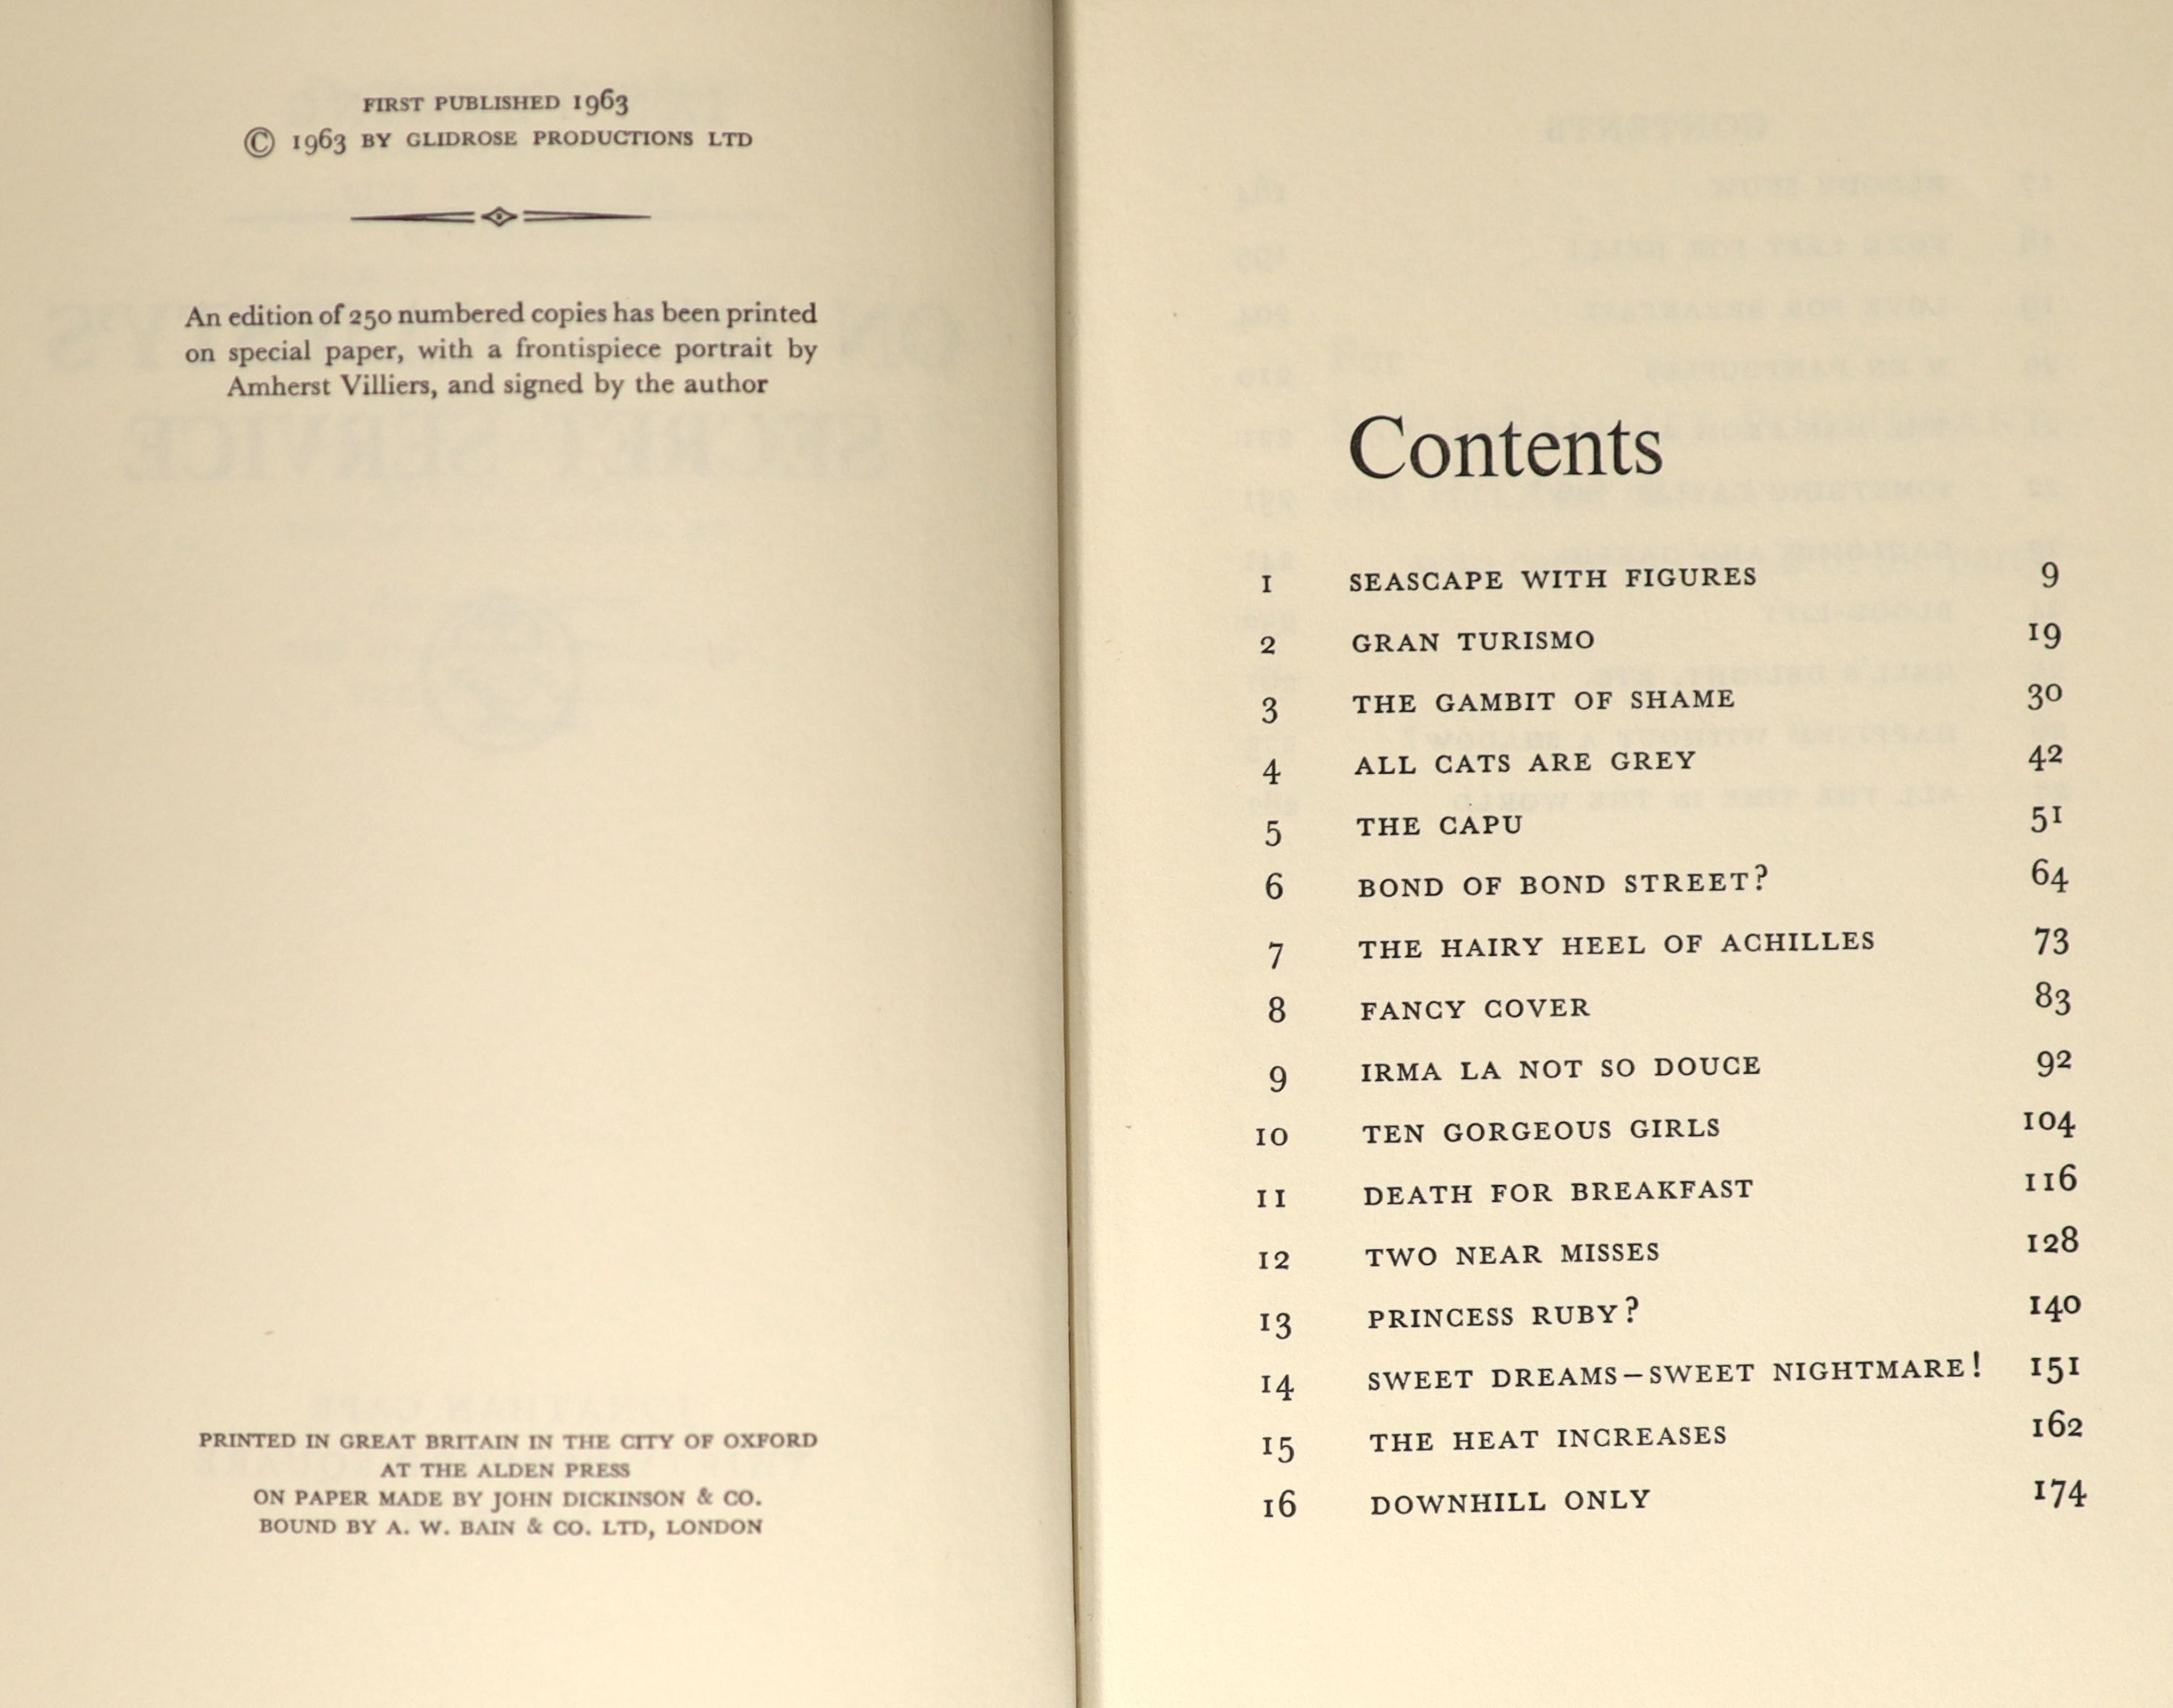 FIRST PUBLISHED 1963
© 1963 BY GLIDROSE PRODUCTIONS LTD
An edition of 250 numbered copies has been printed
on special paper, with a frontispiece portrait by
Amherst Villiers, and signed by the author
PRINTED IN GREAT BRITAIN IN THE CITY OF OXFORD
AT THE ALDEN PRESS
ON PAPER MADE BY JOHN DICKINSON & CO.
BOUND BY A. W. BAIN & CO. LTD, LONDON
Contents
1 SEASCAPE WITH FIGURES 9
2 GRAN TURISMO 19
3 THE GAMBIT OF SHAME 30
4 ALL CATS ARE GREY 42
5 THE CAPU 51
6 BOND OF BOND STREET? 64
7 THE HAIRY HEEL OF ACHILLES 73
8 FANCY COVER 83
9 IRMA LA NOT SO DOUCE 92
10 TEN GORGEOUS GIRLS 104
11 DEATH FOR BREAKFAST 116
12 TWO NEAR MISSES 128
13 PRINCESS RUBY? 140
14 SWEET DREAMS–SWEET NIGHTMARE! 151
15 THE HEAT INCREASES 162
16 DOWNHILL ONLY 174